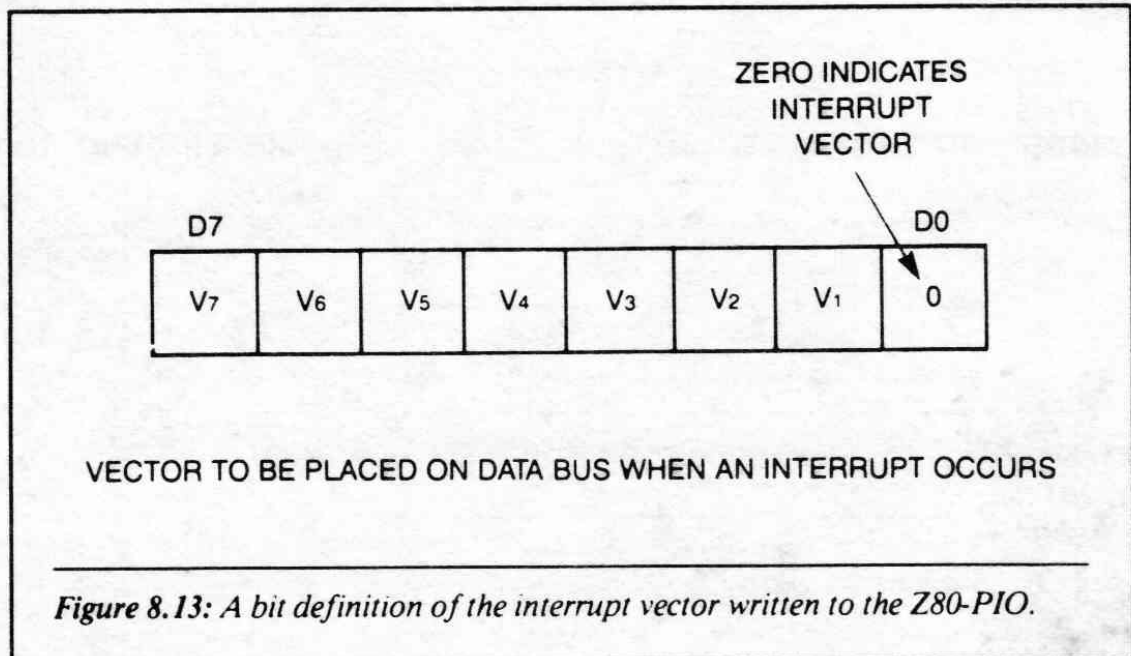 ZERO INDICATES
INTERRUPT
VECTOR
D7 D0
V7 V6 V5 V4 V3 V2 V1 0
VECTOR TO BE PLACED ON DATA BUS WHEN AN INTERRUPT OCCURS
Figure 8.13: A bit definition of the interrupt vector written to the Z80-PIO.